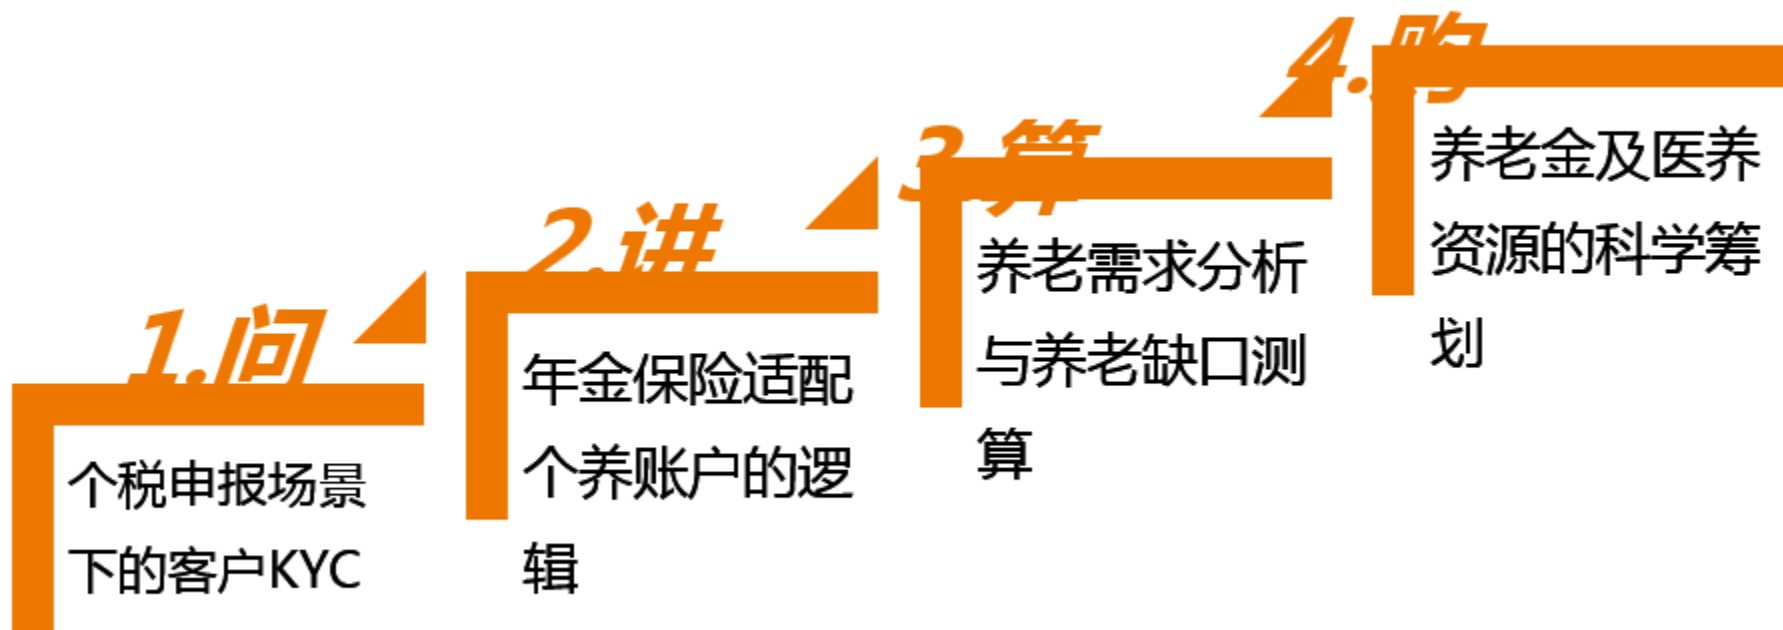 1.问
个税申报场景
下的客户KYC
2.讲
年金保险适配
个养账户的逻
辑
3.算
养老需求分析
与养老缺口测
算
4.购
养老金及医养
资源的科学筹
划